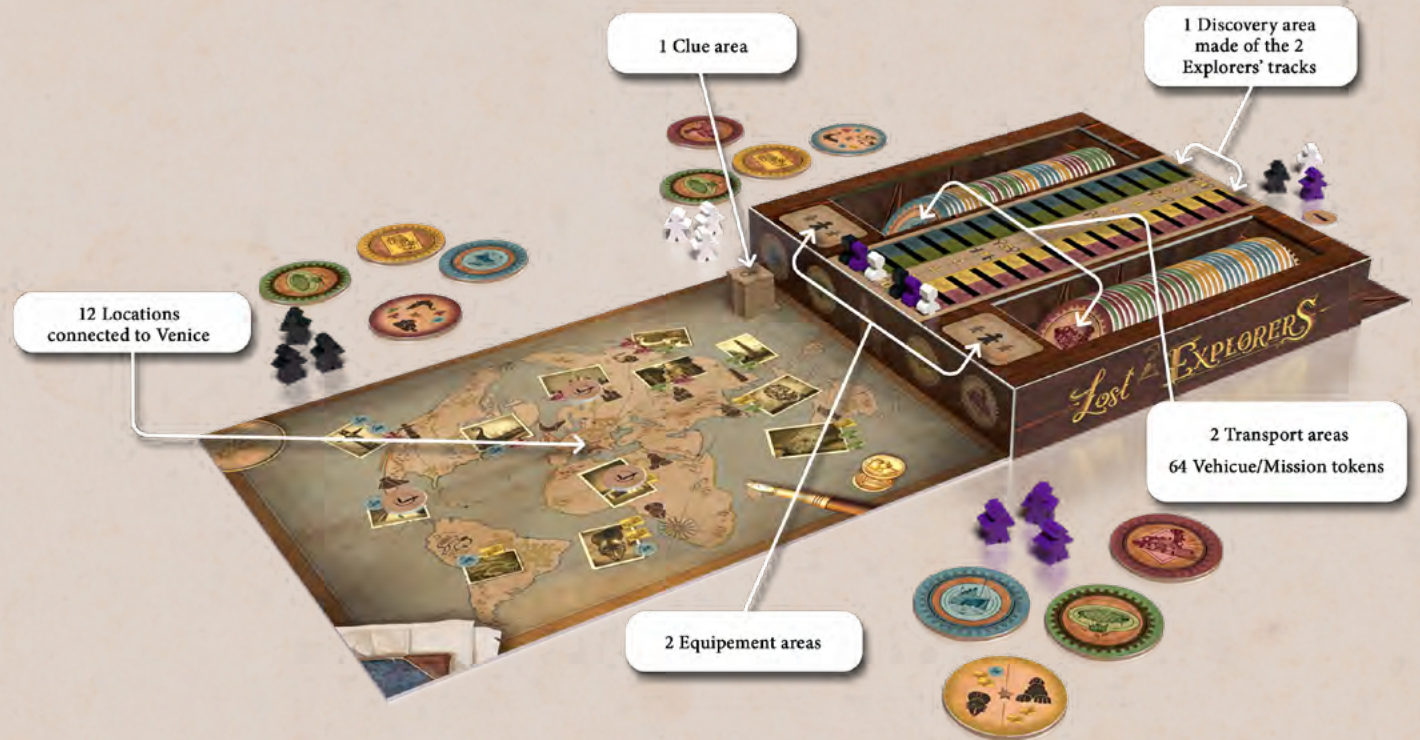 1 Clue area
1 Discovery area
made of the 2
Explorers' tracks
12 Locations
connected to Venice
Lost Explorers
2 Transport areas
64 Vehicue/Mission tokens
2 Equipement areas